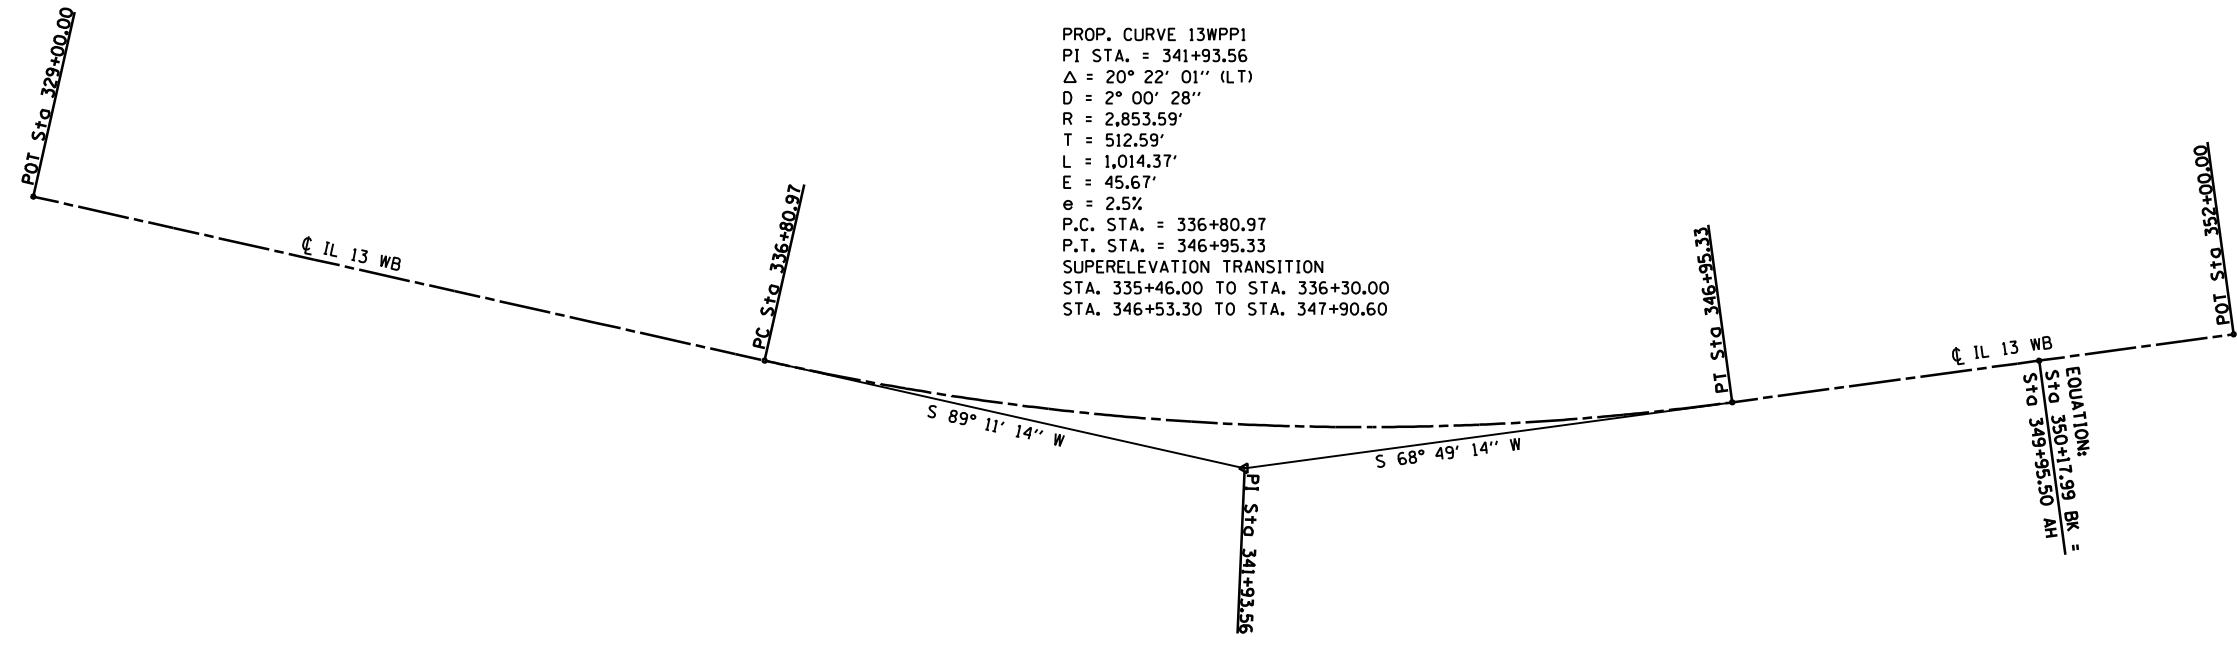 POT Sta 329+00.00
℄ IL 13 WB
PC Sta 336+80.97
PROP. CURVE 13WPP1
PI STA. = 341+93.56
Δ = 20° 22' 01'' (LT)
D = 2° 00' 28''
R = 2,853.59'
T = 512.59'
L = 1,014.37'
E = 45.67'
e = 2.5%
P.C. STA. = 336+80.97
P.T. STA. = 346+95.33
SUPERELEVATION TRANSITION
STA. 335+46.00 TO STA. 336+30.00
STA. 346+53.30 TO STA. 347+90.60
S 89° 11' 14'' W
PI Sta 341+93.56
S 68° 49' 14'' W
PI Sta 346+95.33
℄ IL 13 WB
EQUATION:
Sta 350+17.99 BK =
Sta 349+95.50 AH
POT Sta 352+00.00